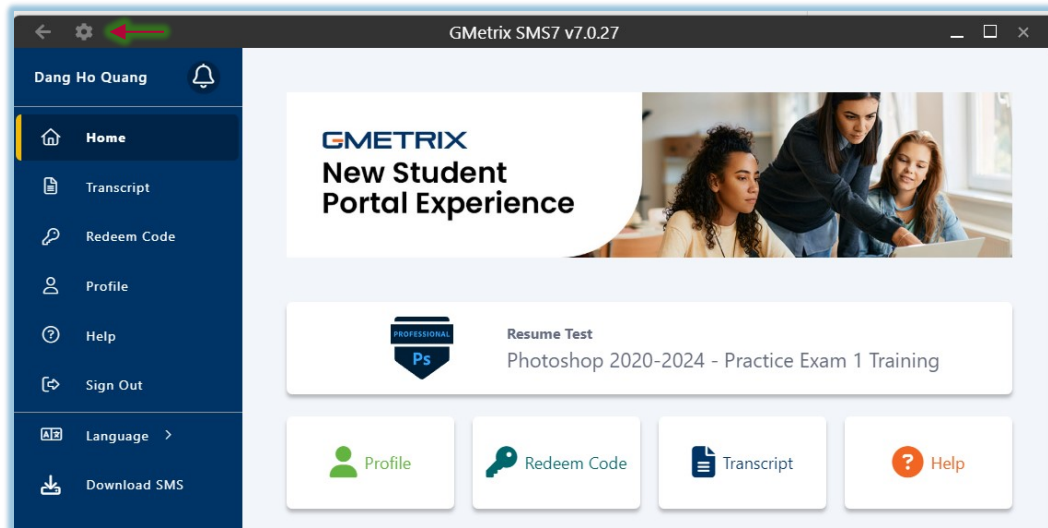 GMetrix SMS7 v7.0.27
Dang Ho Quang
Home
Transcript
Redeem Code
Profile
Help
Sign Out
Language
Download SMS
GMETRIX
New Student
Portal Experience
PROFESSIONAL
Ps
Resume Test
Photoshop 2020-2024 - Practice Exam 1 Training
Profile
Redeem Code
Transcript
Help